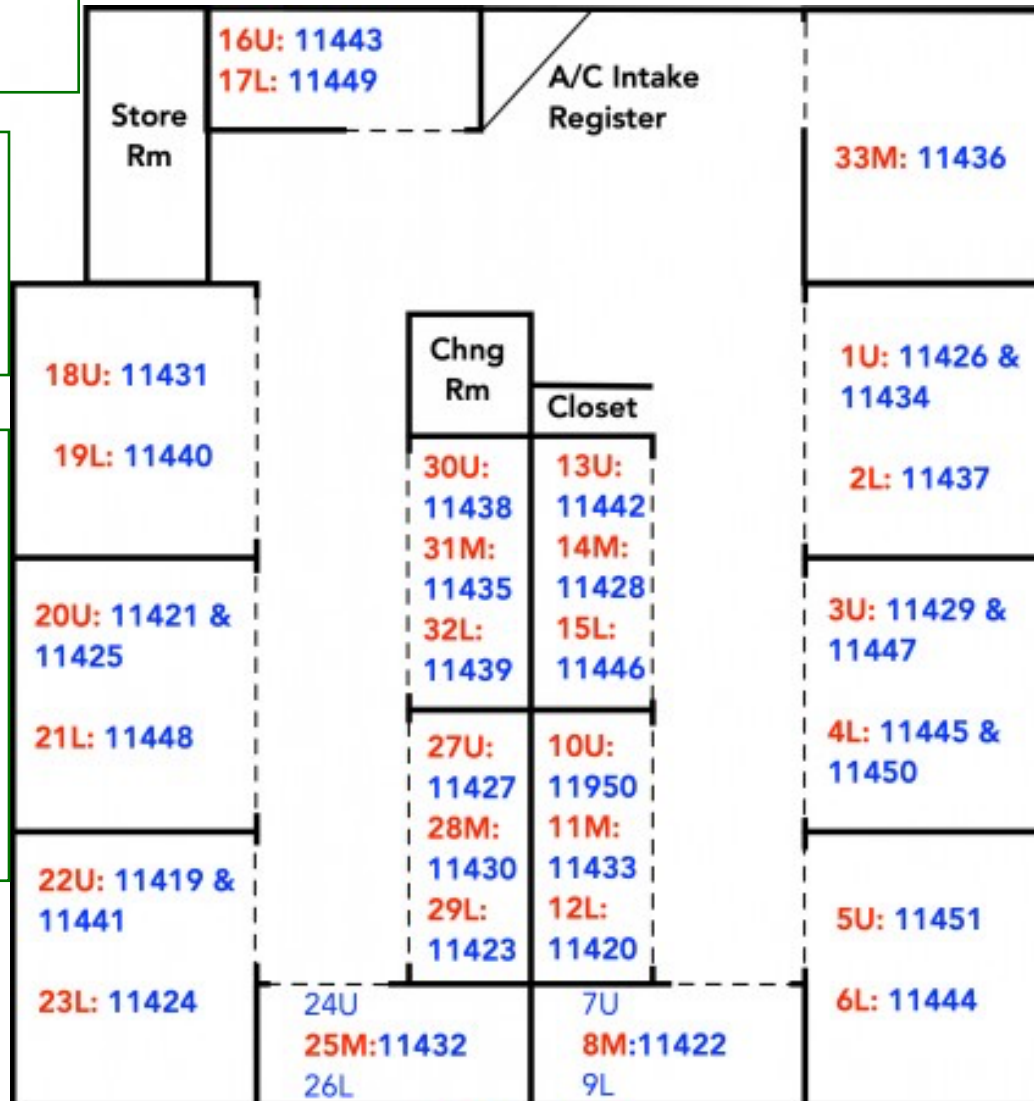 16U: 11443
17L: 11449
Store
Rm
A/C Intake
Register
33M: 11436
18U: 11431
19L: 11440
Chng
Rm
Closet
1U: 11426 &
11434
2L: 11437
30U:
11438
31M:
11435
32L:
11439
13U:
11442
14M:
11428
15L:
11446
20U: 11421 &
11425
21L: 11448
3U: 11429 &
11447
4L: 11445 &
11450
27U:
11427
28M:
11430
29L:
11423
10U:
11950
11M:
11433
12L:
11420
22U: 11419 &
11441
23L: 11424
5U: 11451
6L: 11444
24U
25M:11432
26L
7U
8M:11422
9L